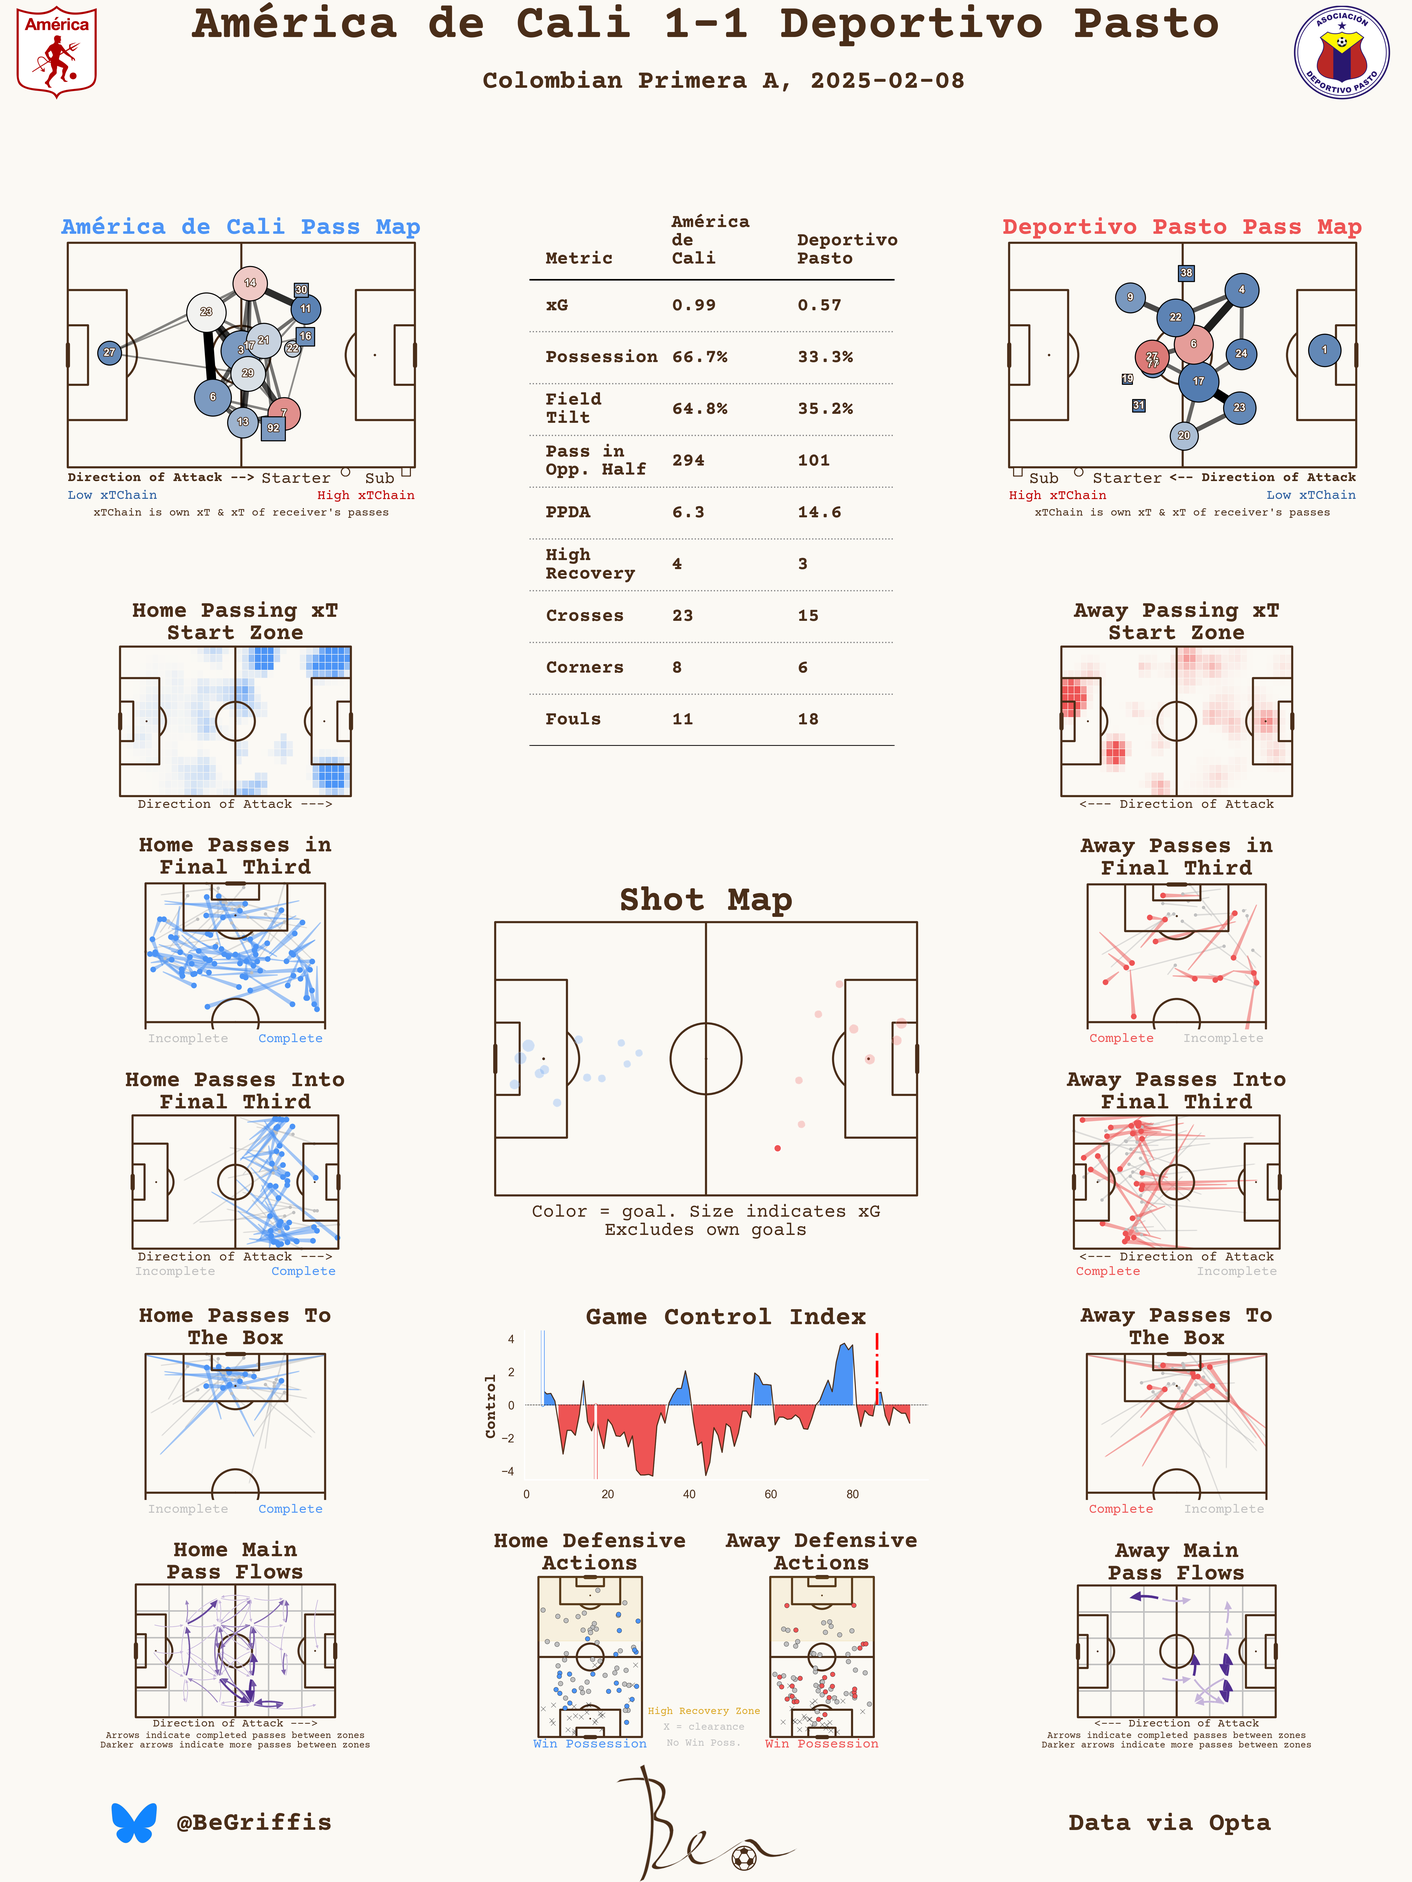 América de Cali 1-1 Deportivo Pasto
Colombian Primera A, 2025-02-08
América
ASOCIACIÓN
DEPORTIVO PASTO
América de Cali Pass Map
14
30
11
23
16
21
22
17
3
27
29
6
7
13
92
Direction of Attack --> Starter Sub
Low xTChain High xTChain
xTChain is own xT & xT of receiver's passes
Metric América de Cali Deportivo Pasto
xG 0.99 0.57
Possession 66.7% 33.3%
Field Tilt 64.8% 35.2%
Pass in Opp. Half 294 101
PPDA 6.3 14.6
High Recovery 4 3
Crosses 23 15
Corners 8 6
Fouls 11 18
Deportivo Pasto Pass Map
38
9
4
22
6
27
77
24
1
19
17
31
23
20
Sub Starter <-- Direction of Attack
High xTChain Low xTChain
xTChain is own xT & xT of receiver's passes
Home Passing xT
Start Zone
Direction of Attack --->
Away Passing xT
Start Zone
<--- Direction of Attack
Home Passes in
Final Third
Incomplete Complete
Away Passes in
Final Third
Complete Incomplete
Shot Map
Color = goal. Size indicates xG
Excludes own goals
Home Passes Into
Final Third
Direction of Attack --->
Incomplete Complete
Away Passes Into
Final Third
<--- Direction of Attack
Complete Incomplete
Home Passes To
The Box
Incomplete Complete
Game Control Index
Control
4
2
0
−2
−4
0 20 40 60 80
Away Passes To
The Box
Complete Incomplete
Home Main
Pass Flows
Direction of Attack --->
Arrows indicate completed passes between zones
Darker arrows indicate more passes between zones
Home Defensive
Actions
Win Possession
High Recovery Zone
X = clearance
No Win Poss.
Away Defensive
Actions
Win Possession
Away Main
Pass Flows
<--- Direction of Attack
Arrows indicate completed passes between zones
Darker arrows indicate more passes between zones
@BeGriffis
Ben
Data via Opta